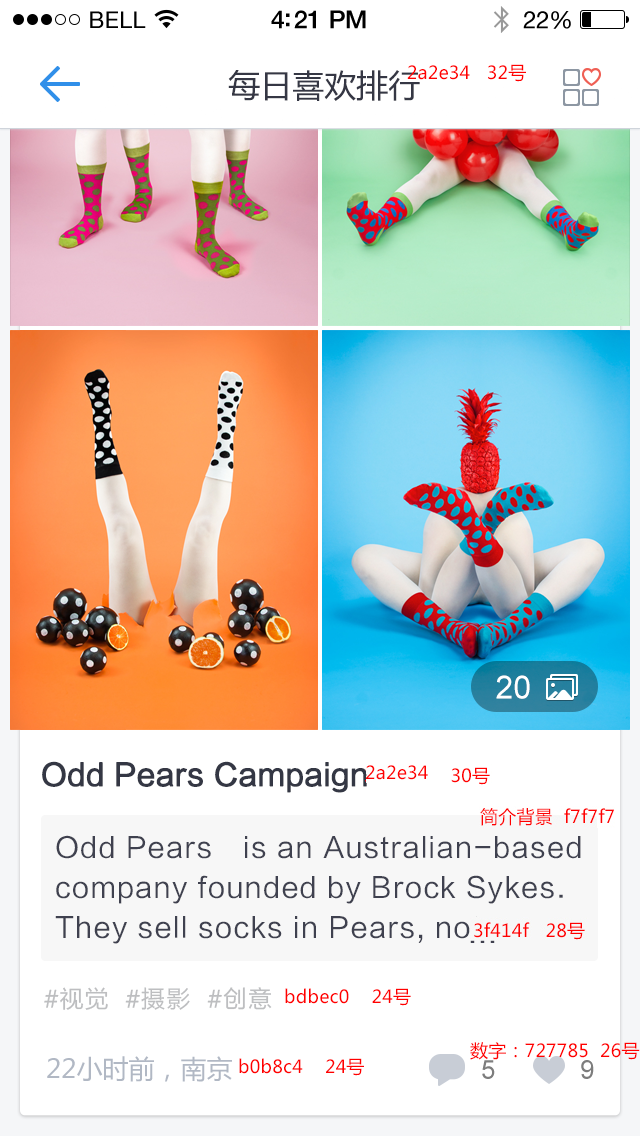 BELL 4:21 PM 22%
每日喜欢排行 2a2e34 32号
20
Odd Pears Campaign 2a2e34 30号
简介背景 f7f7f7
Odd Pears is an Australian-based
company founded by Brock Sykes.
They sell socks in Pears, no... 3f414f 28号
#视觉 #摄影 #创意 bdbec0 24号
数字：727785 26号
22小时前，南京 b0b8c4 24号 5 9